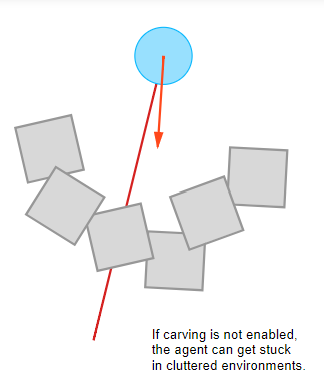 If carving is not enabled,
the agent can get stuck
in cluttered environments.